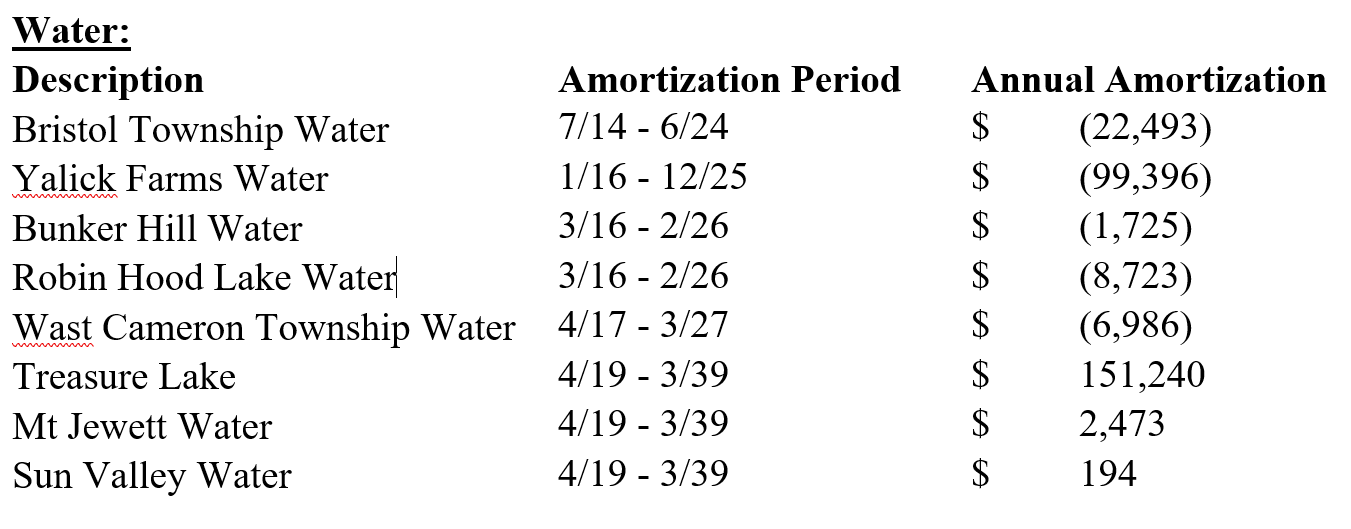 Water:
Description Amortization Period Annual Amortization
Bristol Township Water 7/14 - 6/24 $ (22,493)
Yalick Farms Water 1/16 - 12/25 $ (99,396)
Bunker Hill Water 3/16 - 2/26 $ (1,725)
Robin Hood Lake Water 3/16 - 2/26 $ (8,723)
Wast Cameron Township Water 4/17 - 3/27 $ (6,986)
Treasure Lake 4/19 - 3/39 $ 151,240
Mt Jewett Water 4/19 - 3/39 $ 2,473
Sun Valley Water 4/19 - 3/39 $ 194